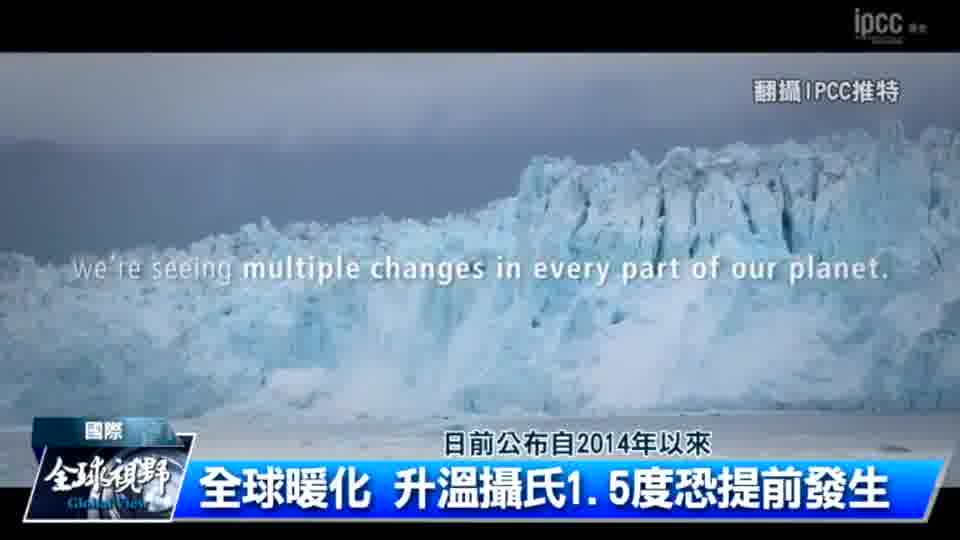 ipcc
翻攝IPCC推特
we're seeing multiple changes in every part of our planet.
國際
日前公布自2014年以來
全球視野
Global View
全球暖化 升溫攝氏1.5度恐提前發生